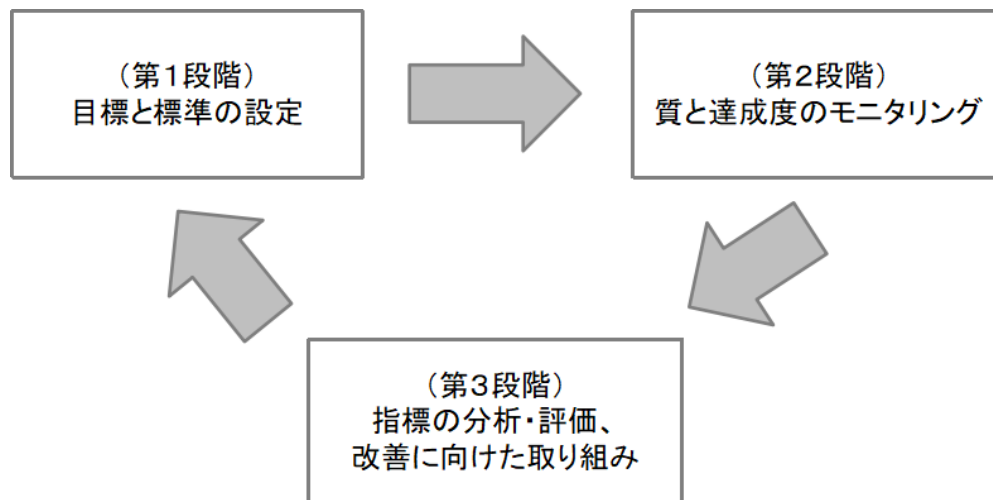 （第１段階）
目標と標準の設定
（第２段階）
質と達成度のモニタリング
（第３段階）
指標の分析・評価、
改善に向けた取り組み